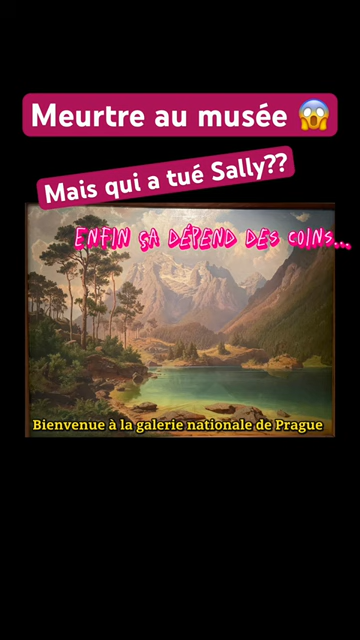 Meurtre au musée 😱
Mais qui a tué Sally??
ENFIN ÇA DÉPEND DES COINS...
Bienvenue à la galerie nationale de Prague